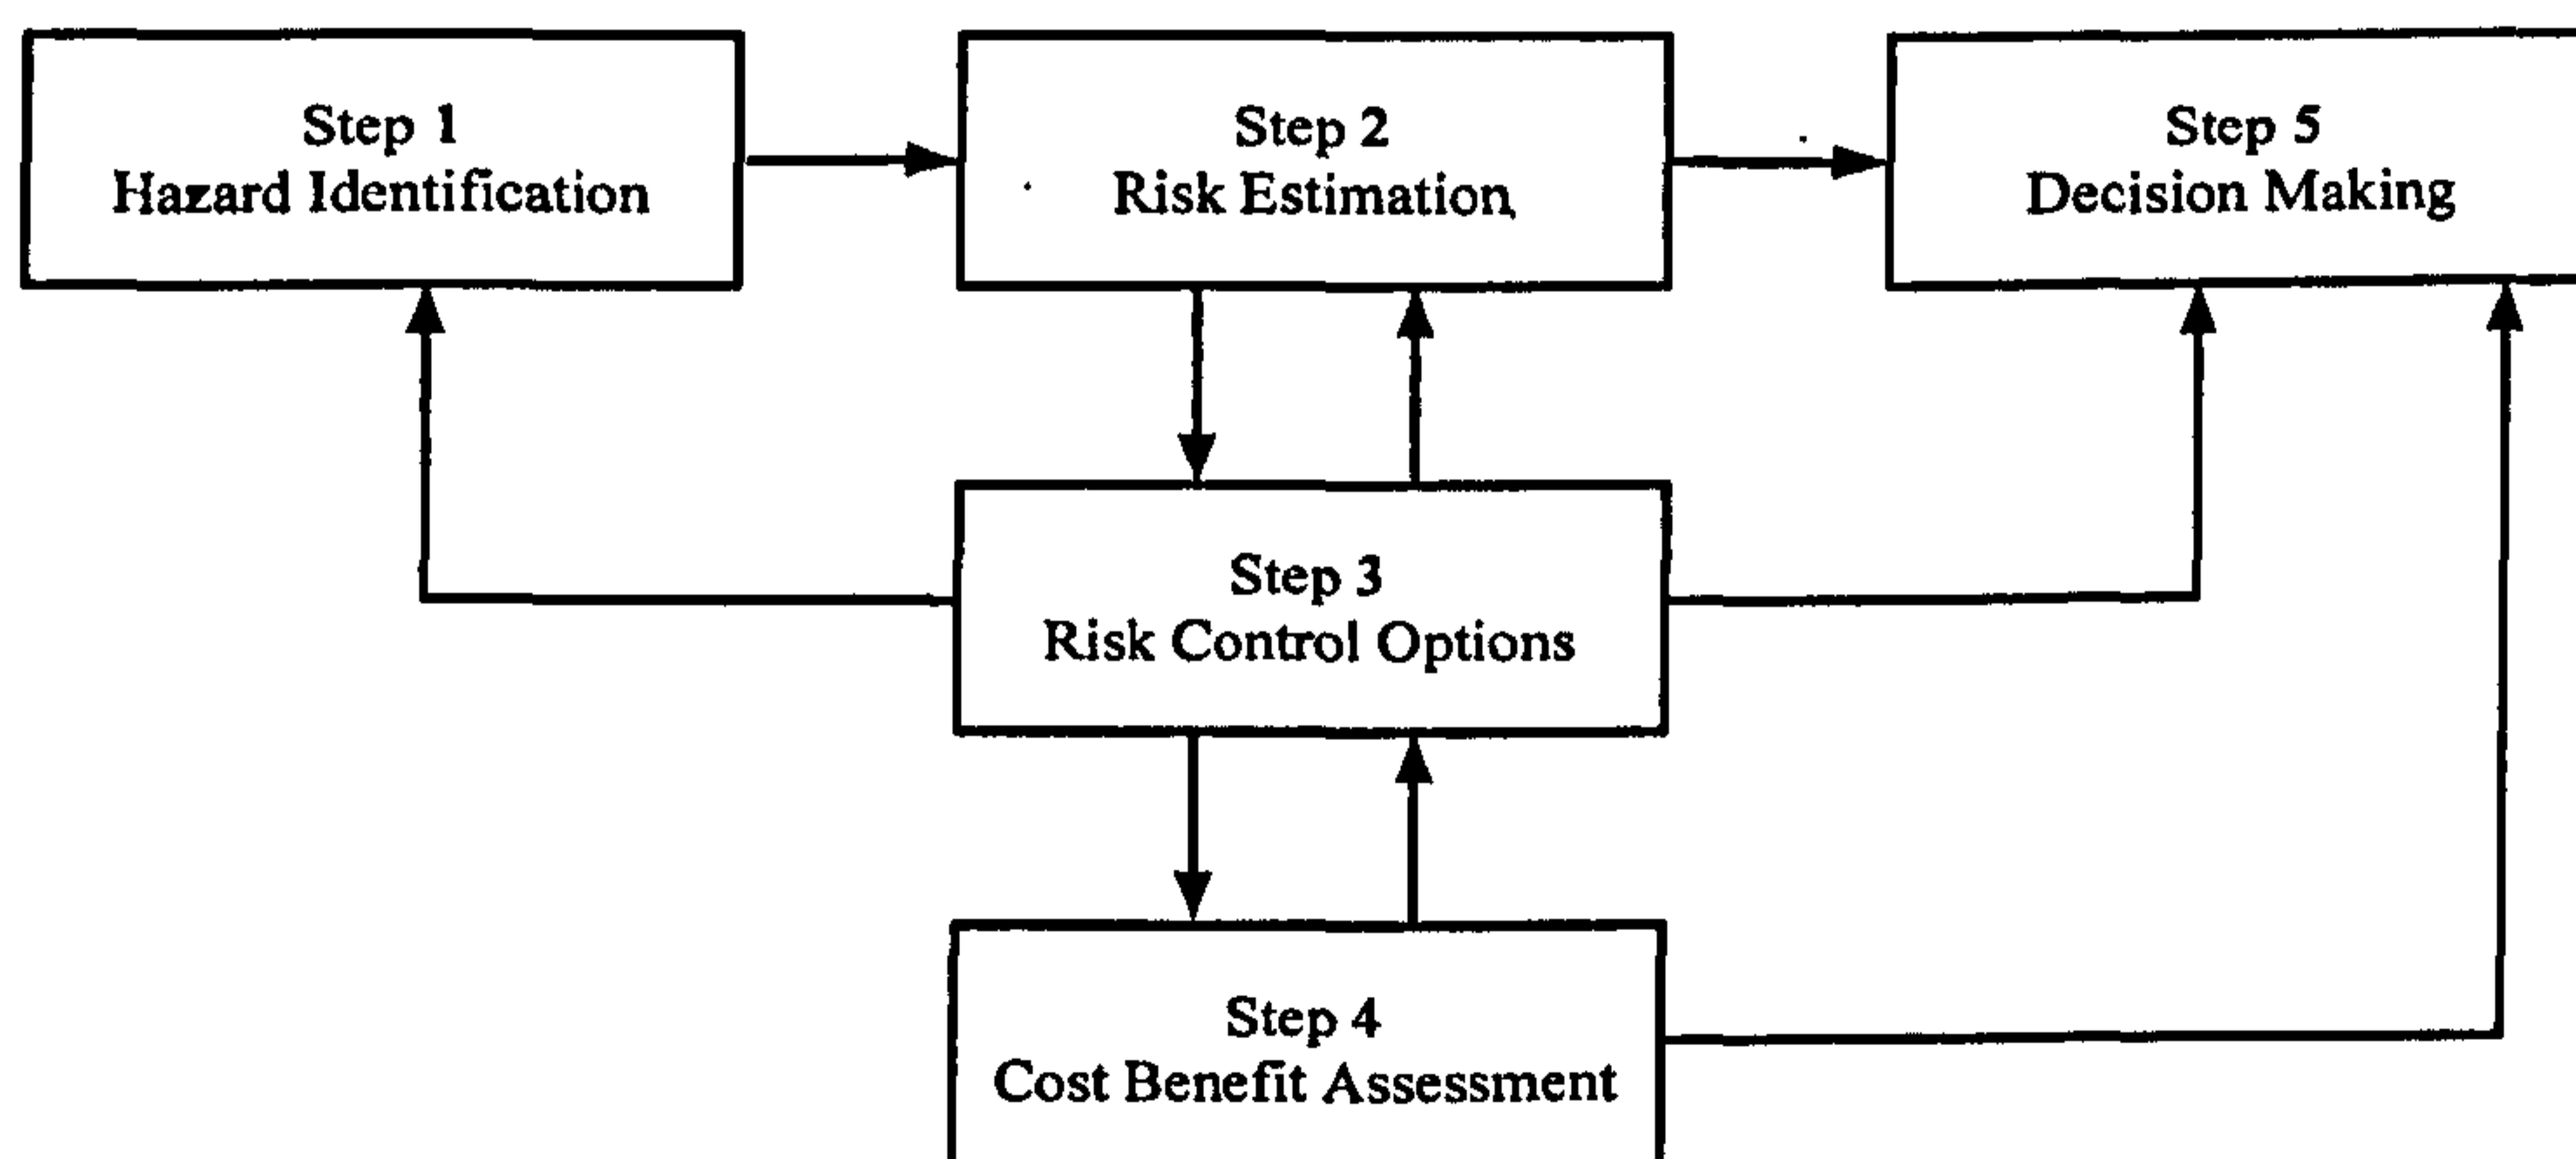 Step 1
Hazard Identification
Step 2
Risk Estimation
Step 5
Decision Making
Step 3
Risk Control Options
Step 4
Cost Benefit Assessment